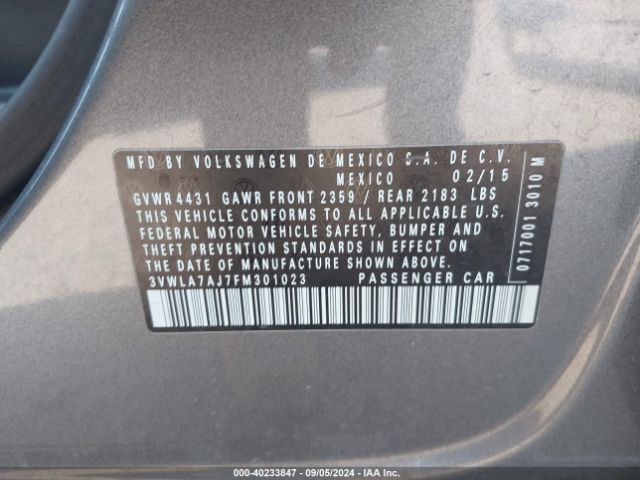 MFD BY VOLKSWAGEN DE MEXICO S.A. DE C.V.
MEXICO 02/15
GVWR 4431 GAWR FRONT 2359 / REAR 2183 LBS
THIS VEHICLE CONFORMS TO ALL APPLICABLE U.S.
FEDERAL MOTOR VEHICLE SAFETY, BUMPER AND
THEFT PREVENTION STANDARDS IN EFFECT ON
THE DATE OF MANUFACTURE SHOWN ABOVE.
3VWLA7AJ7FM301023 PASSENGER CAR
0717001 3010 M
000-40233847 - 09/05/2024 - IAAI.COM